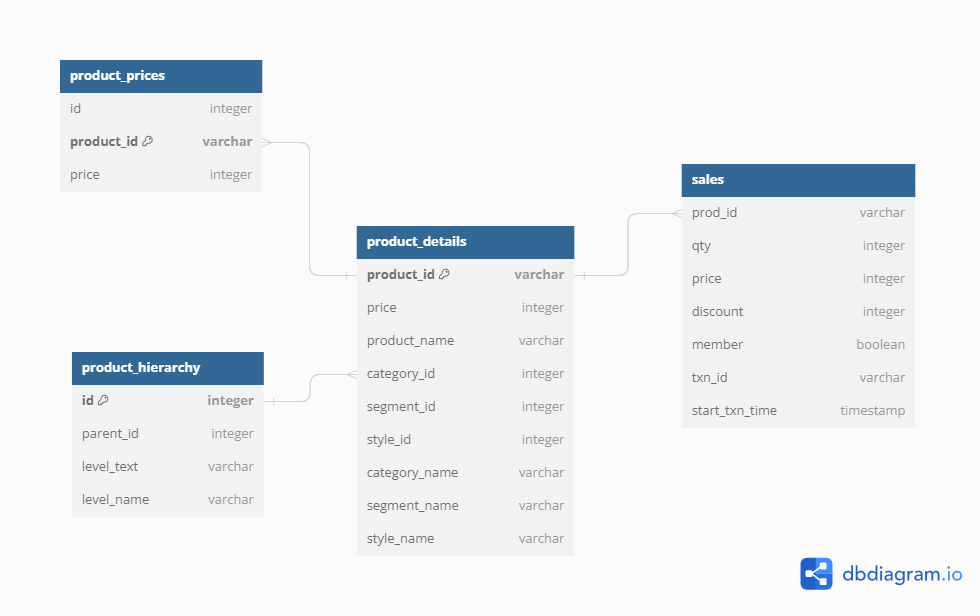 product_prices
id integer
product_id varchar
price integer
product_hierarchy
id integer
parent_id integer
level_text varchar
level_name varchar
product_details
product_id varchar
price integer
product_name varchar
category_id integer
segment_id integer
style_id integer
category_name varchar
segment_name varchar
style_name varchar
sales
prod_id varchar
qty integer
price integer
discount integer
member boolean
txn_id varchar
start_txn_time timestamp
dbdiagram.io